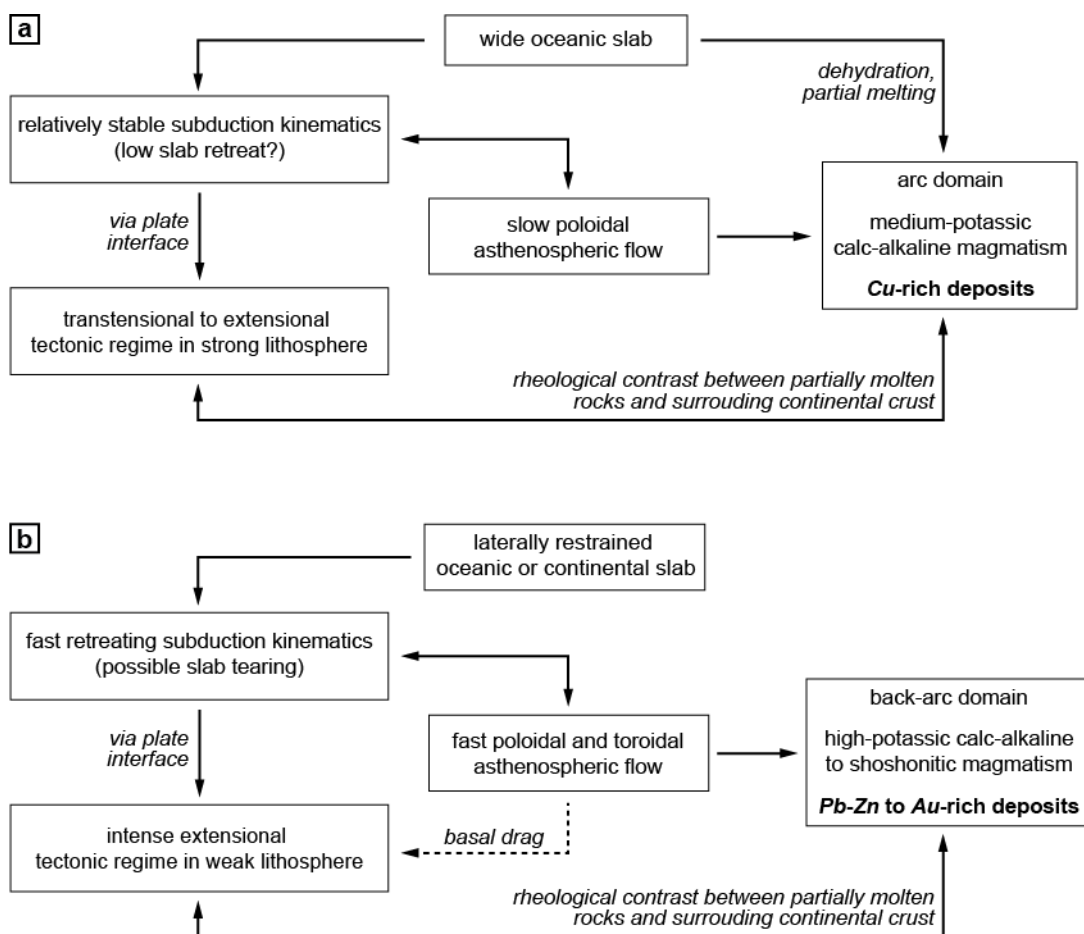 a
wide oceanic slab
dehydration,
partial melting
relatively stable subduction kinematics
(low slab retreat?)
via plate
interface
slow poloidal
asthenospheric flow
arc domain
medium-potassic
calc-alkaline magmatism
Cu-rich deposits
transtensional to extensional
tectonic regime in strong lithosphere
rheological contrast between partially molten
rocks and surrouding continental crust
b
laterally restrained
oceanic or continental slab
fast retreating subduction kinematics
(possible slab tearing)
via plate
interface
fast poloidal and toroidal
asthenospheric flow
back-arc domain
high-potassic calc-alkaline
to shoshonitic magmatism
Pb-Zn to Au-rich deposits
intense extensional
tectonic regime in weak lithosphere
basal drag
rheological contrast between partially molten
rocks and surrouding continental crust